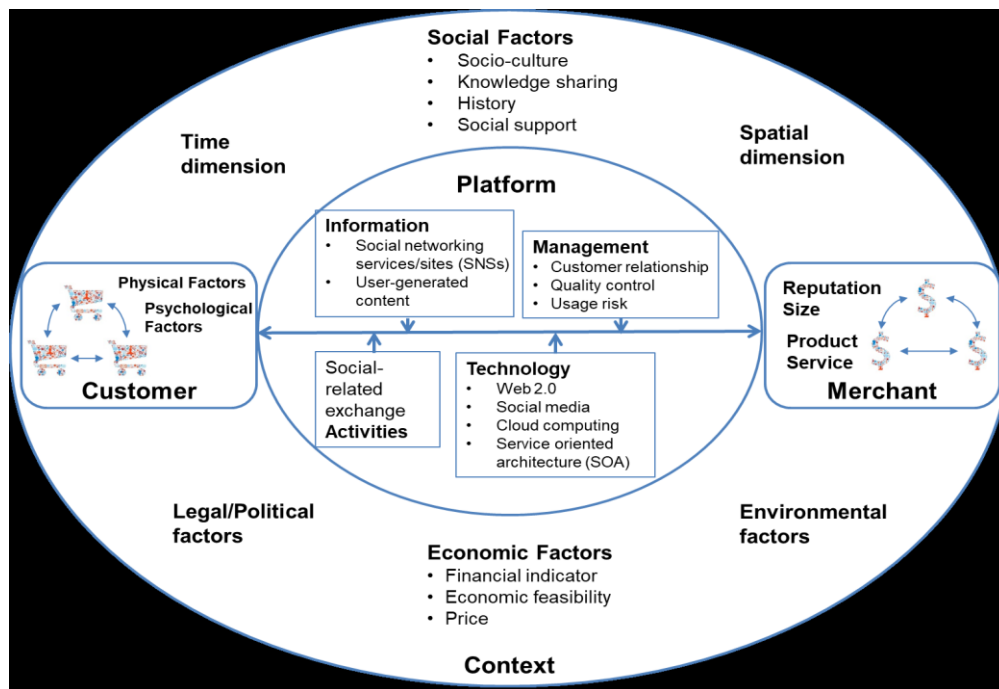 Social Factors
• Socio-culture
• Knowledge sharing
• History
• Social support
Time
dimension
Spatial
dimension
Platform
Information
• Social networking
services/sites (SNSs)
• User-generated
content
Management
• Customer relationship
• Quality control
• Usage risk
Physical Factors
Psychological
Factors
Customer
Reputation
Size
Product
Service
Merchant
Social-
related
exchange
Activities
Technology
• Web 2.0
• Social media
• Cloud computing
• Service oriented
architecture (SOA)
Legal/Political
factors
Environmental
factors
Economic Factors
• Financial indicator
• Economic feasibility
• Price
Context